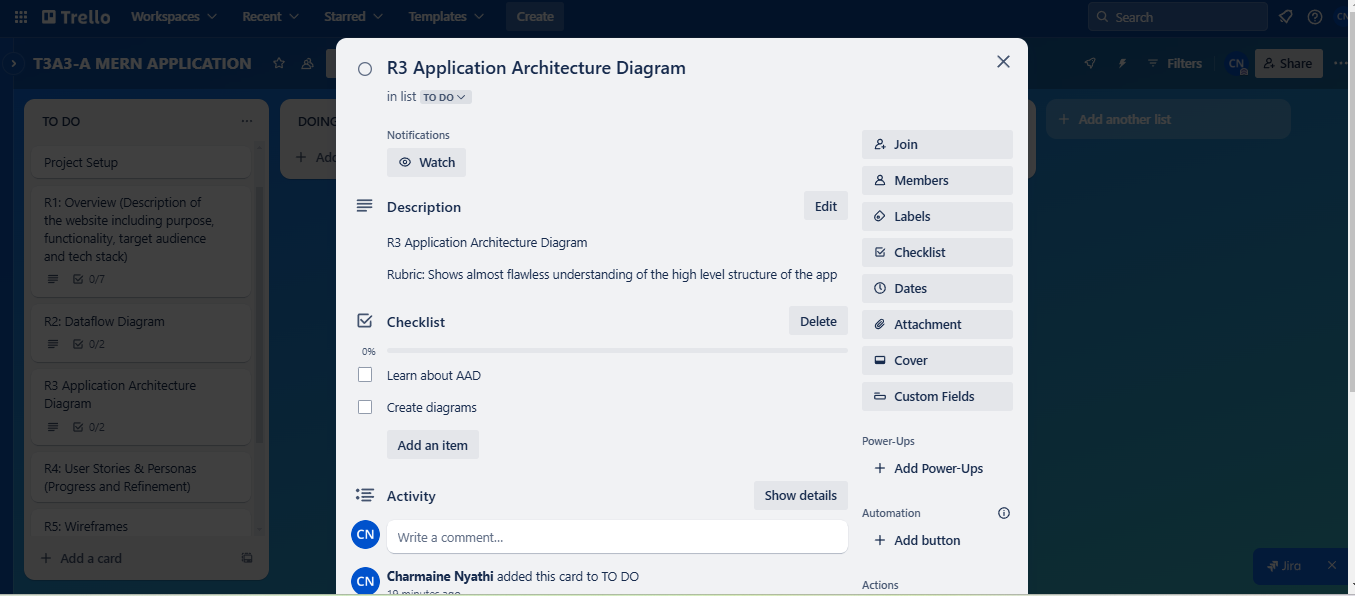 Trello
Workspaces
Recent
Starred
Templates
Create
Search
CN
T3A3-A MERN APPLICATION
Filters
CN
Share
TO DO
Project Setup
R1: Overview (Description of
the website including purpose,
functionality, target audience
and tech stack)
0/7
R2: Dataflow Diagram
0/2
R3 Application Architecture
Diagram
0/2
R4: User Stories & Personas
(Progress and Refinement)
R5: Wireframes
Add a card
DOING
Add another list
R3 Application Architecture Diagram
in list TO DO
Notifications
Watch
Description
Edit
R3 Application Architecture Diagram
Rubric: Shows almost flawless understanding of the high level structure of the app
Checklist
Delete
0%
Learn about AAD
Create diagrams
Add an item
Activity
Show details
CN
Write a comment...
CN
Charmaine Nyathi added this card to TO DO
19 minutes ago
Join
Members
Labels
Checklist
Dates
Attachment
Cover
Custom Fields
Power-Ups
Add Power-Ups
Automation
Add button
Actions
Jira